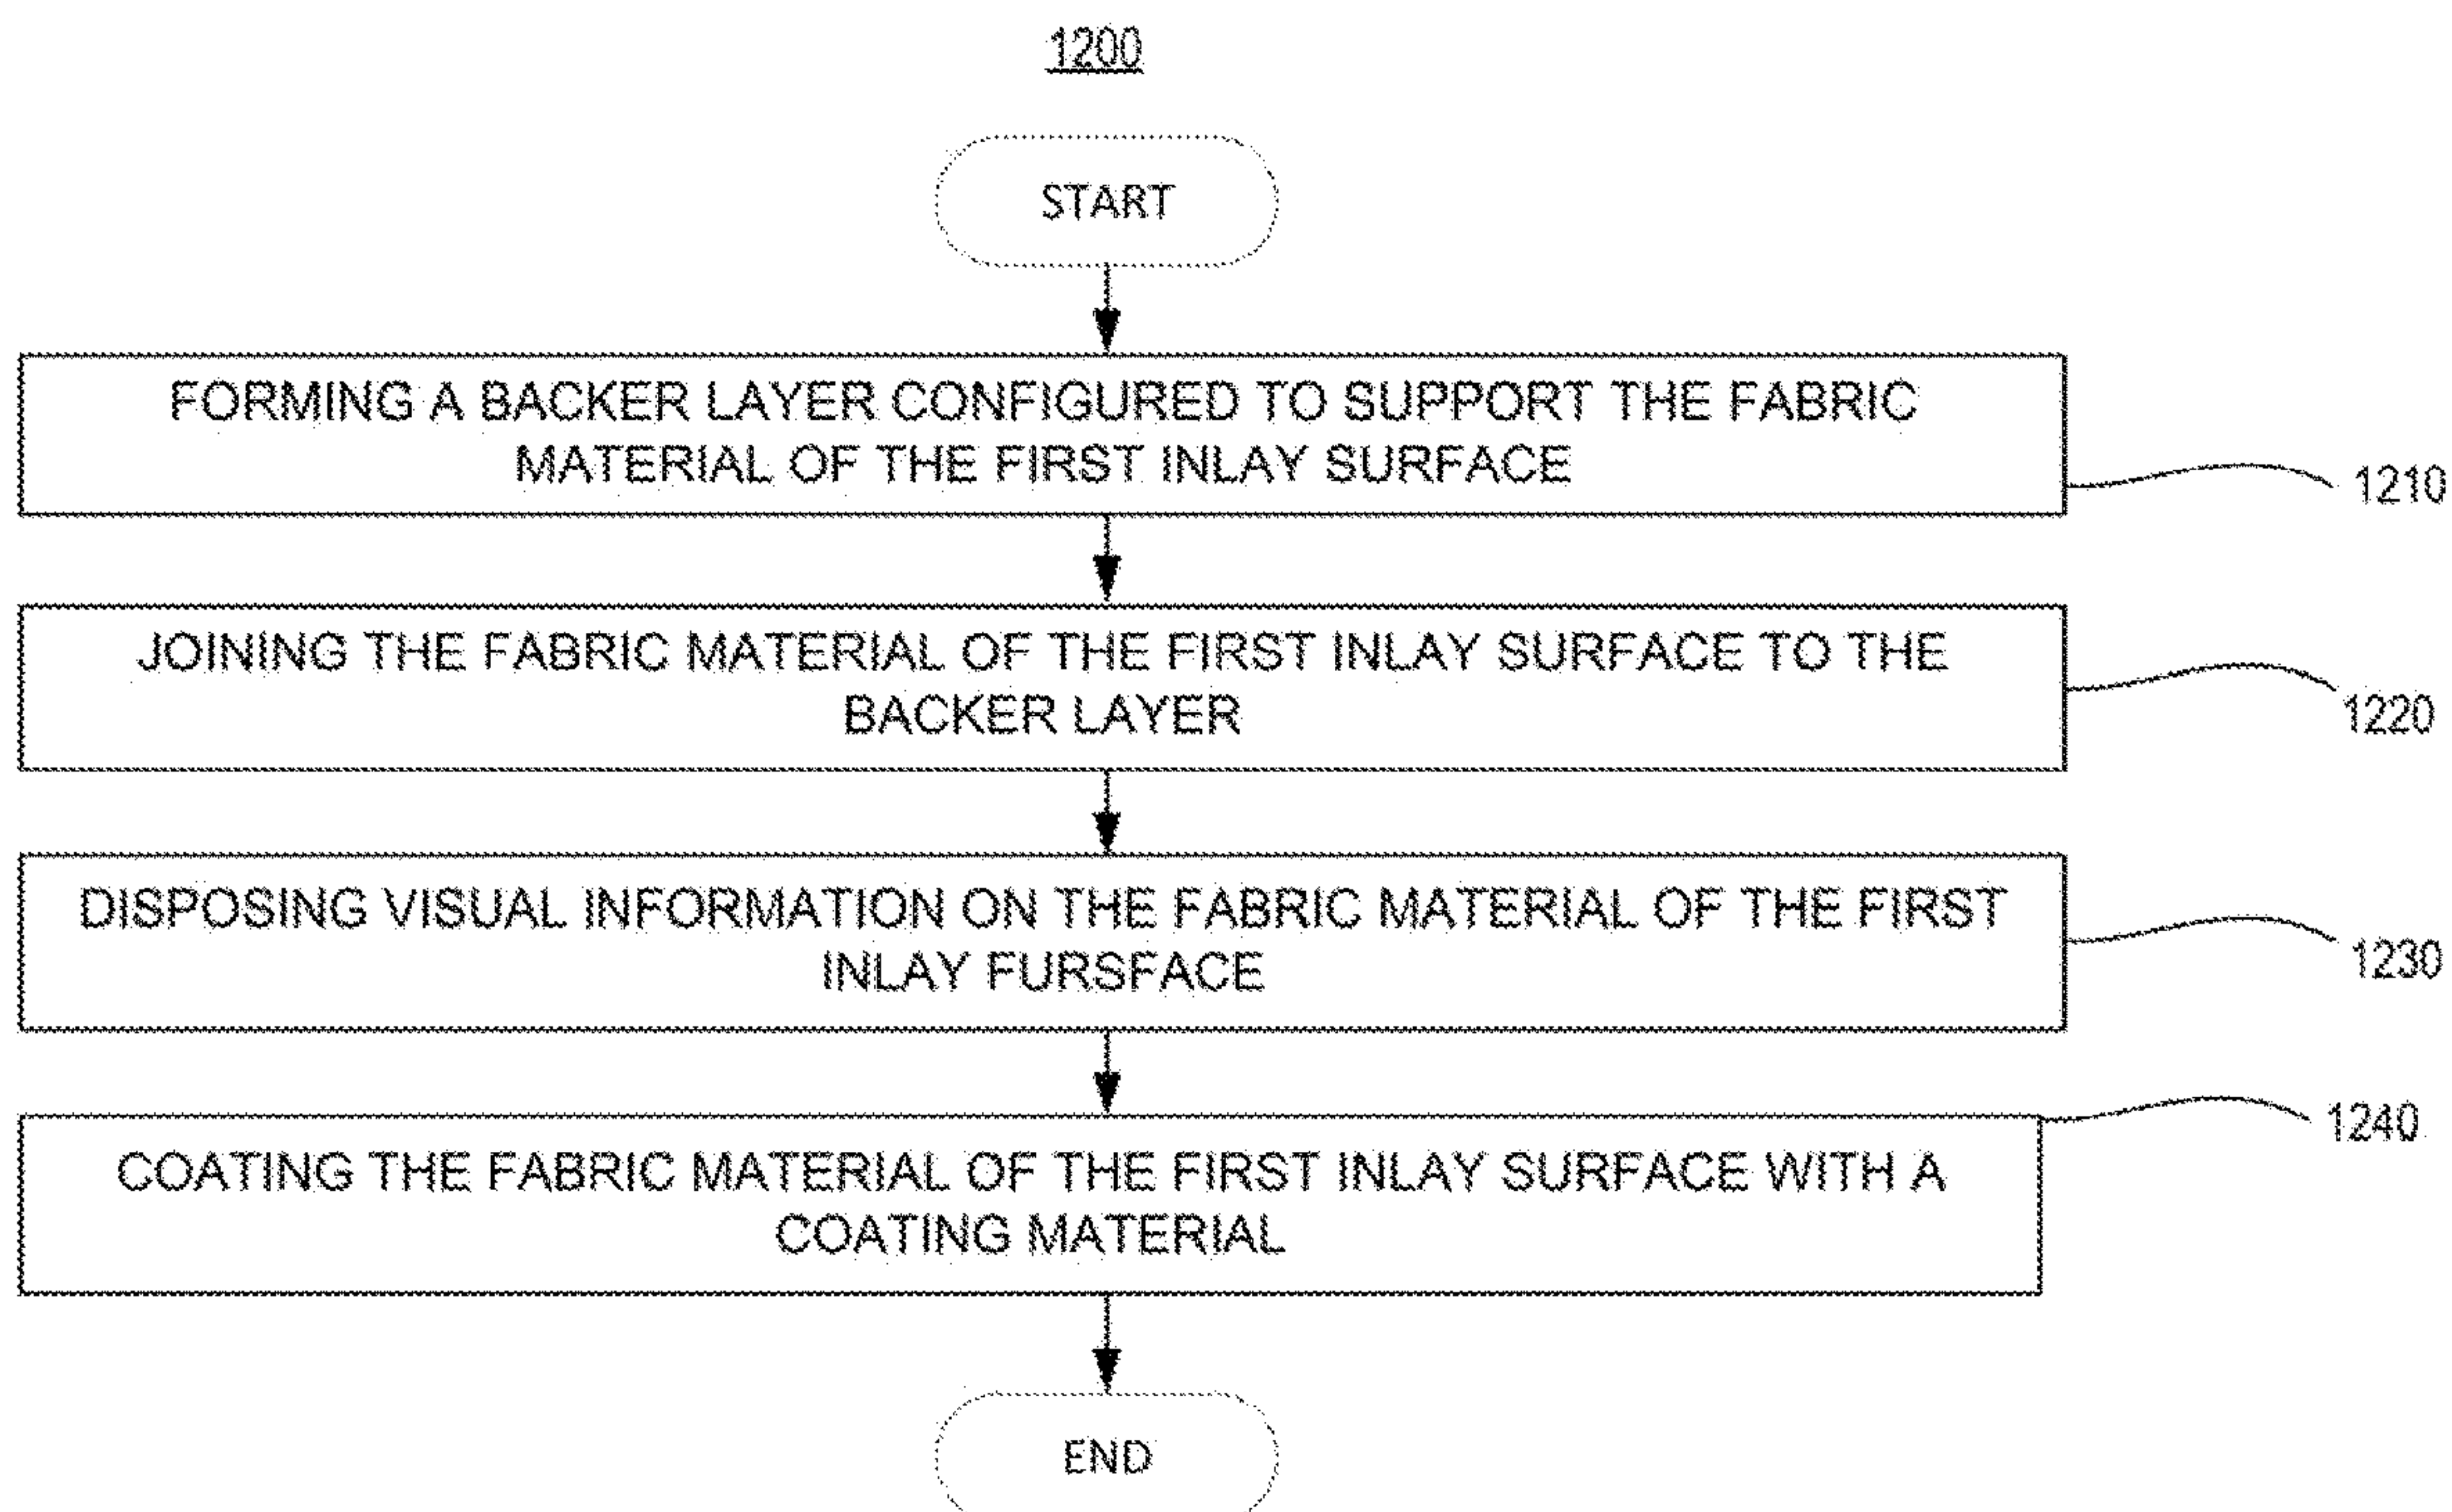 1200
START
FORMING A BACKER LAYER CONFIGURED TO SUPPORT THE FABRIC
MATERIAL OF THE FIRST INLAY SURFACE
1210
JOINING THE FABRIC MATERIAL OF THE FIRST INLAY SURFACE TO THE
BACKER LAYER
1220
DISPOSING VISUAL INFORMATION ON THE FABRIC MATERIAL OF THE FIRST
INLAY FURSFACE
1230
COATING THE FABRIC MATERIAL OF THE FIRST INLAY SURFACE WITH A
COATING MATERIAL
1240
END